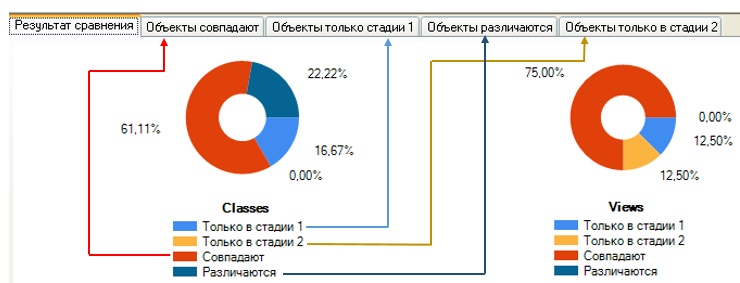 Результат сравнения Объекты совпадают Объекты только стадии 1 Объекты различаются Объекты только в стадии 2
22,22%
61,11%
16,67%
0,00%
Classes
Только в стадии 1
Только в стадии 2
Совпадают
Различаются
75,00%
0,00%
12,50%
12,50%
Views
Только в стадии 1
Только в стадии 2
Совпадают
Различаются